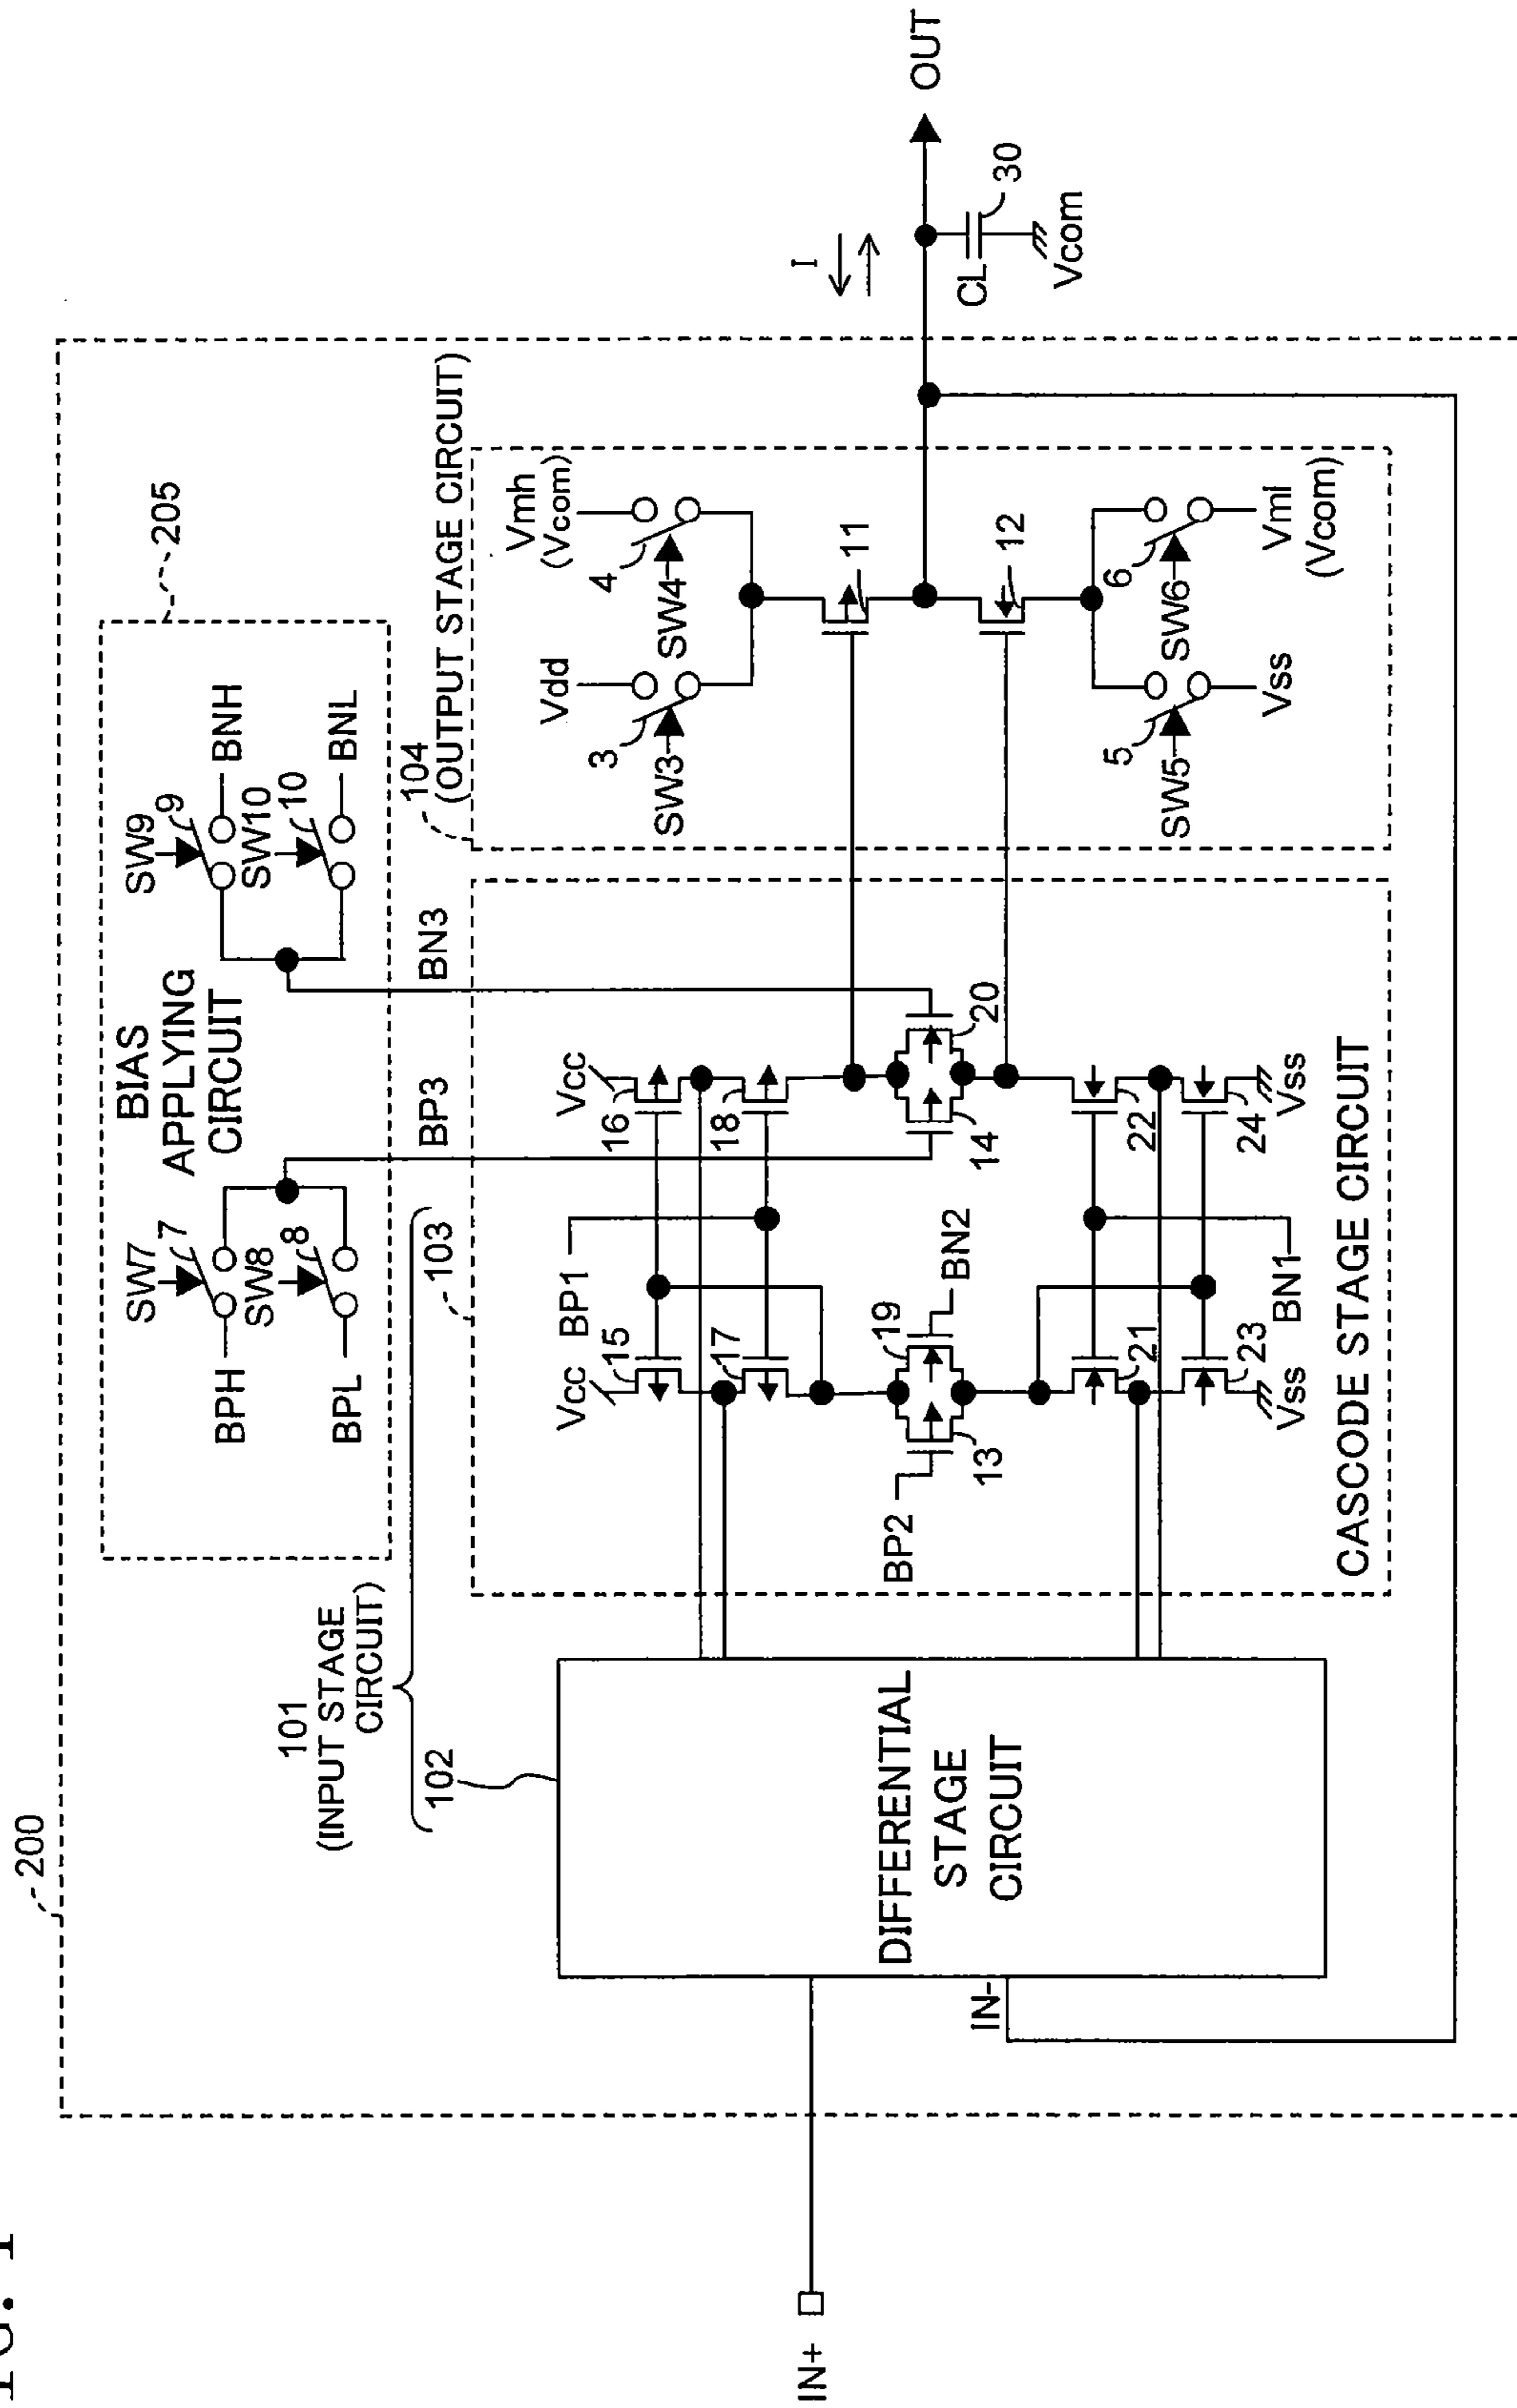 FIG. 1
200
205
BIAS
APPLYING
CIRCUIT
SW7
7
BPH
SW8
8
BPL
SW9
9
BNH
SW10
10
BNL
101
(INPUT STAGE
CIRCUIT)
102
103
BP3
BN3
104
(OUTPUT STAGE CIRCUIT)
IN+
IN-
DIFFERENTIAL
STAGE
CIRCUIT
Vcc
15
BP1
16
Vcc
17
18
BP2
13
19
BN2
14
20
21
22
23
Vss
BN1
24
Vss
CASCODE STAGE CIRCUIT
Vdd
3
SW3
Vmh
(Vcom)
4
SW4
11
12
5
SW5
Vss
6
SW6
Vml
(Vcom)
I
OUT
CL
30
Vcom